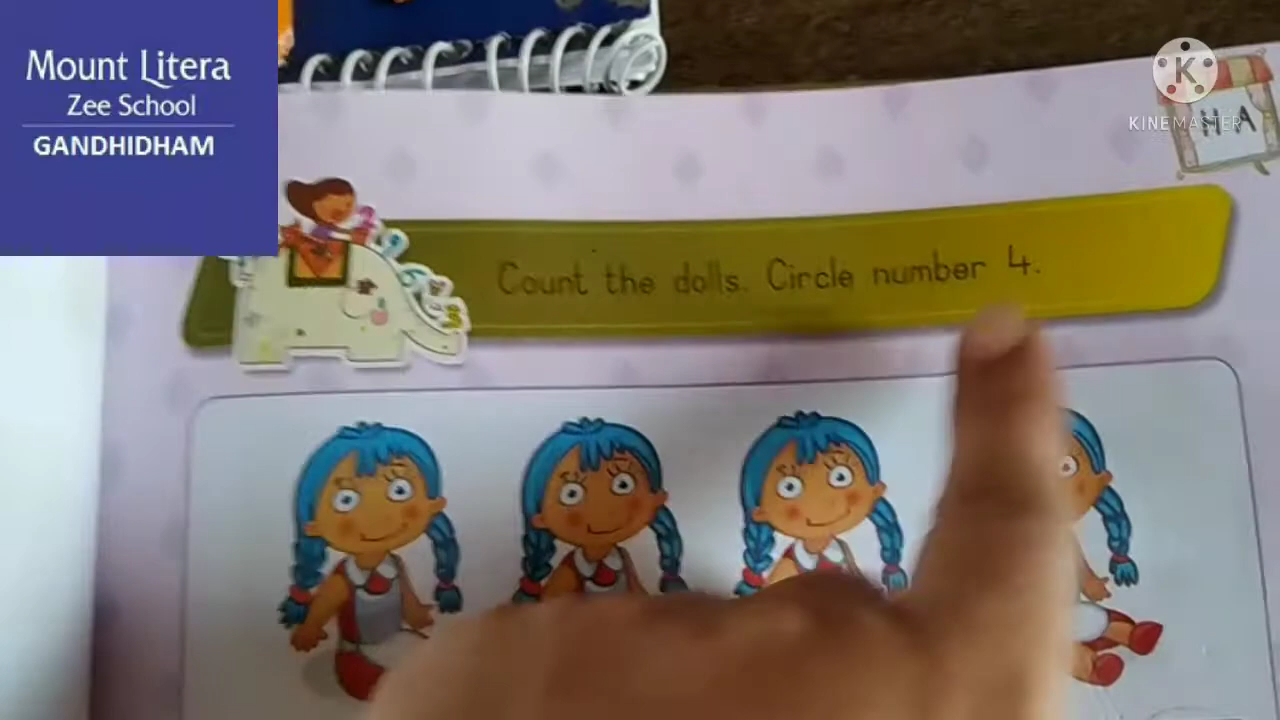 Mount Litera
Zee School
GANDHIDHAM
KINEMASTER
H.A
Count the dolls. Circle number 4.